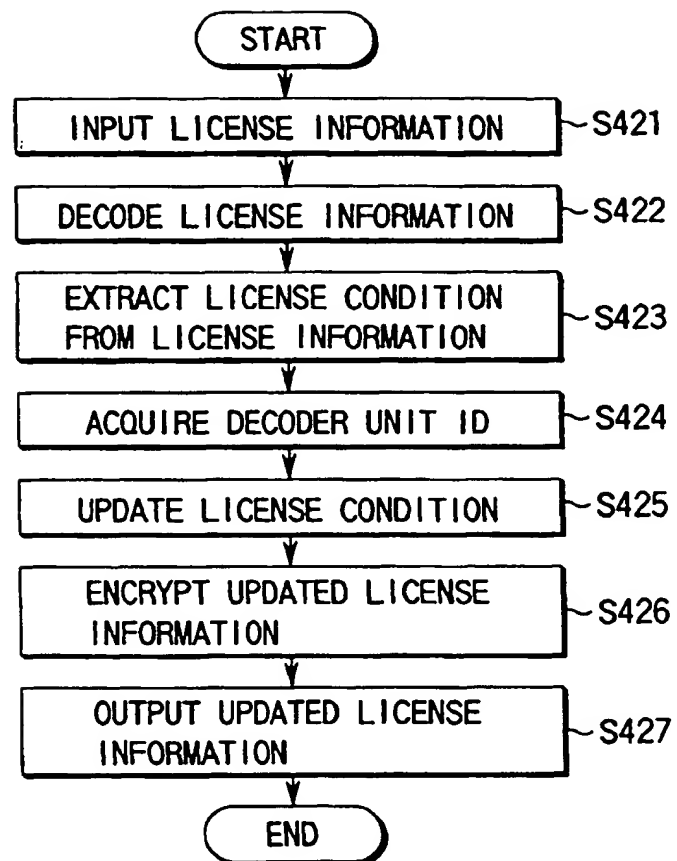 START
INPUT LICENSE INFORMATION
S421
DECODE LICENSE INFORMATION
S422
EXTRACT LICENSE CONDITION
FROM LICENSE INFORMATION
S423
ACQUIRE DECODER UNIT ID
S424
UPDATE LICENSE CONDITION
S425
ENCRYPT UPDATED LICENSE
INFORMATION
S426
OUTPUT UPDATED LICENSE
INFORMATION
S427
END